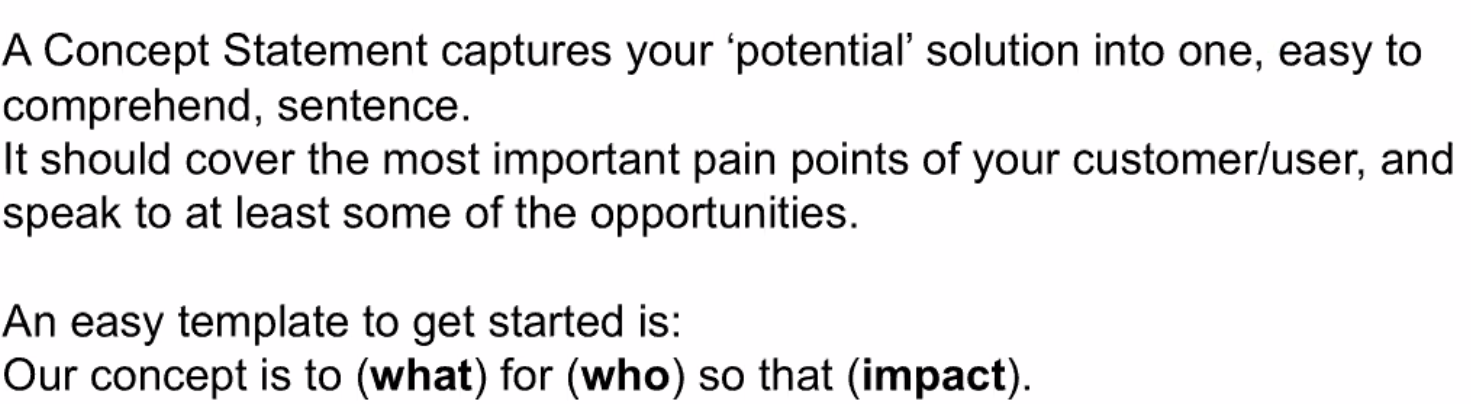 A Concept Statement captures your ‘potential’ solution into one, easy to
comprehend, sentence.
It should cover the most important pain points of your customer/user, and
speak to at least some of the opportunities.
An easy template to get started is:
Our concept is to (what) for (who) so that (impact).